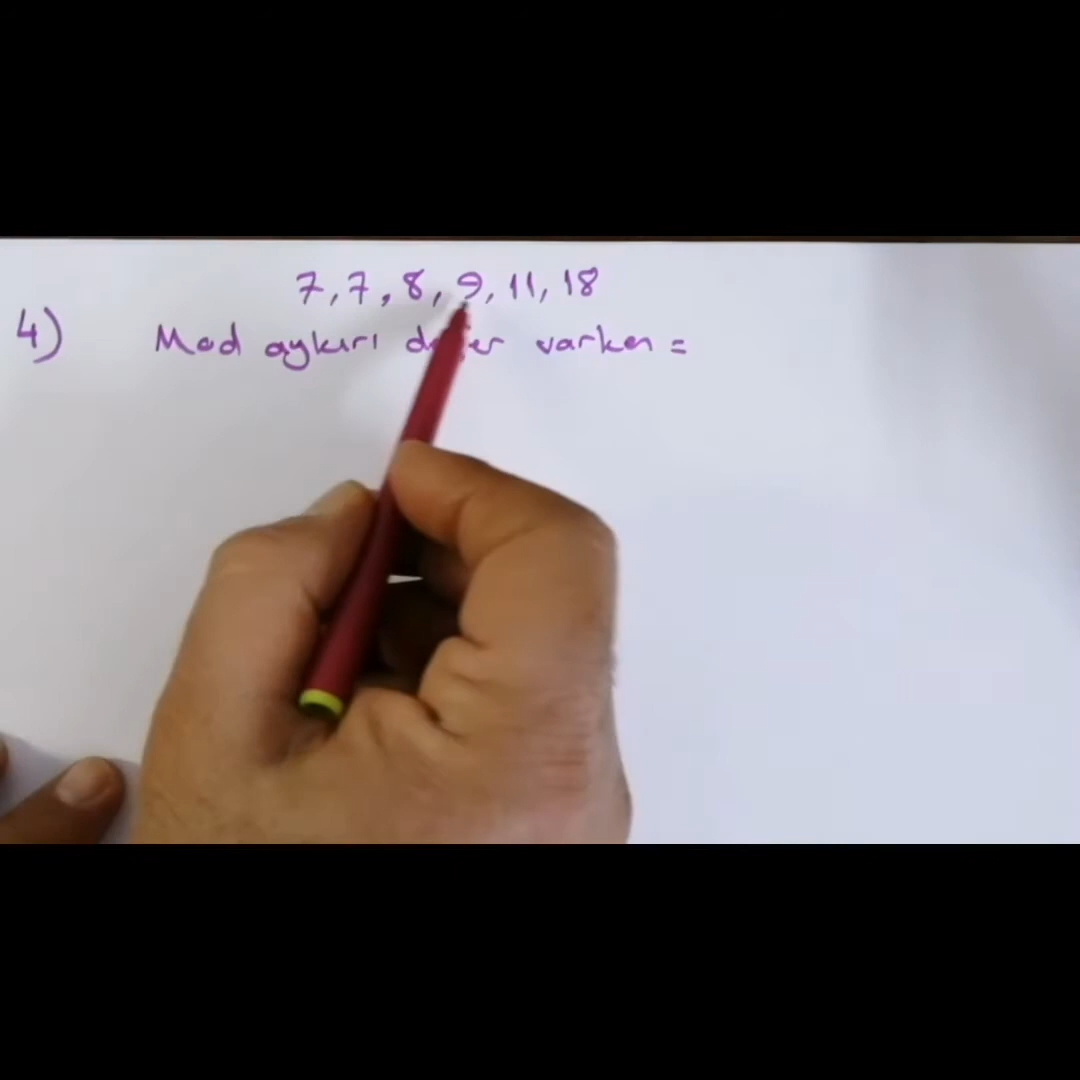 7, 7, 8, 9, 11, 18
4) Mod aykırı varken =